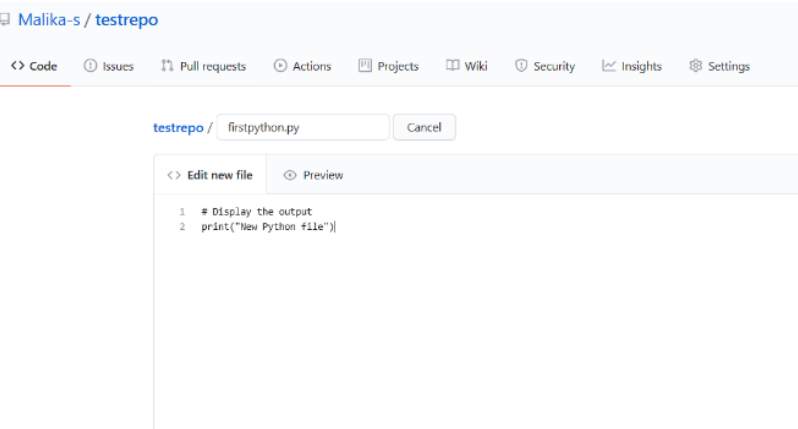 Malika-s / testrepo
<> Code Issues Pull requests Actions Projects Wiki Security Insights Settings
testrepo / firstpython.py Cancel
<> Edit new file Preview
1 # Display the output
2 print("New Python file")